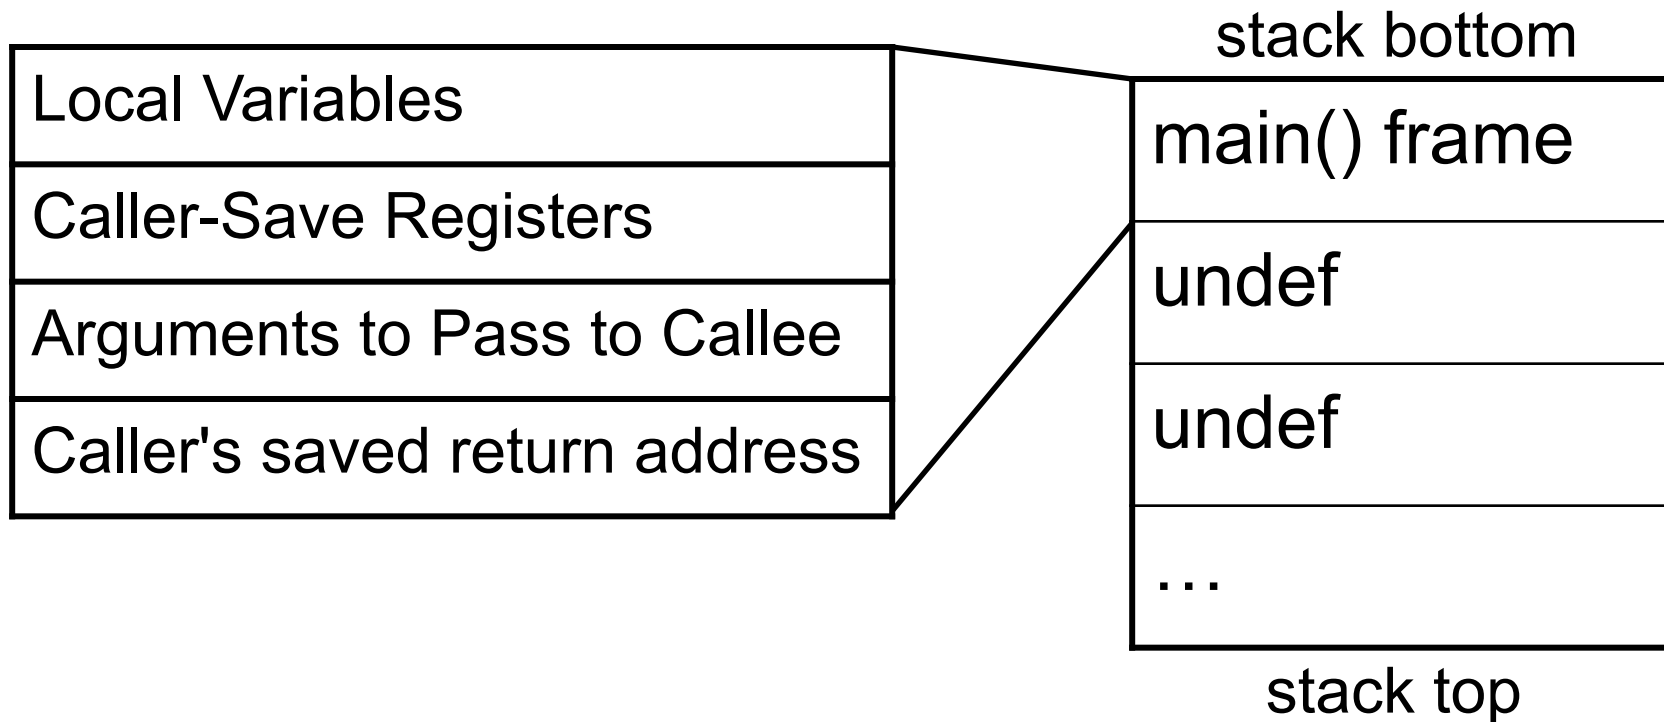 Local Variables
Caller-Save Registers
Arguments to Pass to Callee
Caller's saved return address
stack bottom
main() frame
undef
undef
…
stack top